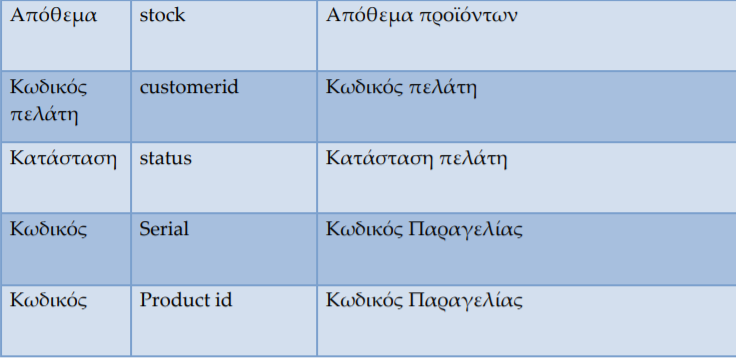 Απόθεμα stock Απόθεμα προϊόντων
Κωδικός customerid Κωδικός πελάτη
πελάτη
Κατάσταση status Κατάσταση πελάτη
Κωδικός Serial Κωδικός Παραγελίας
Κωδικός Product id Κωδικός Παραγελίας